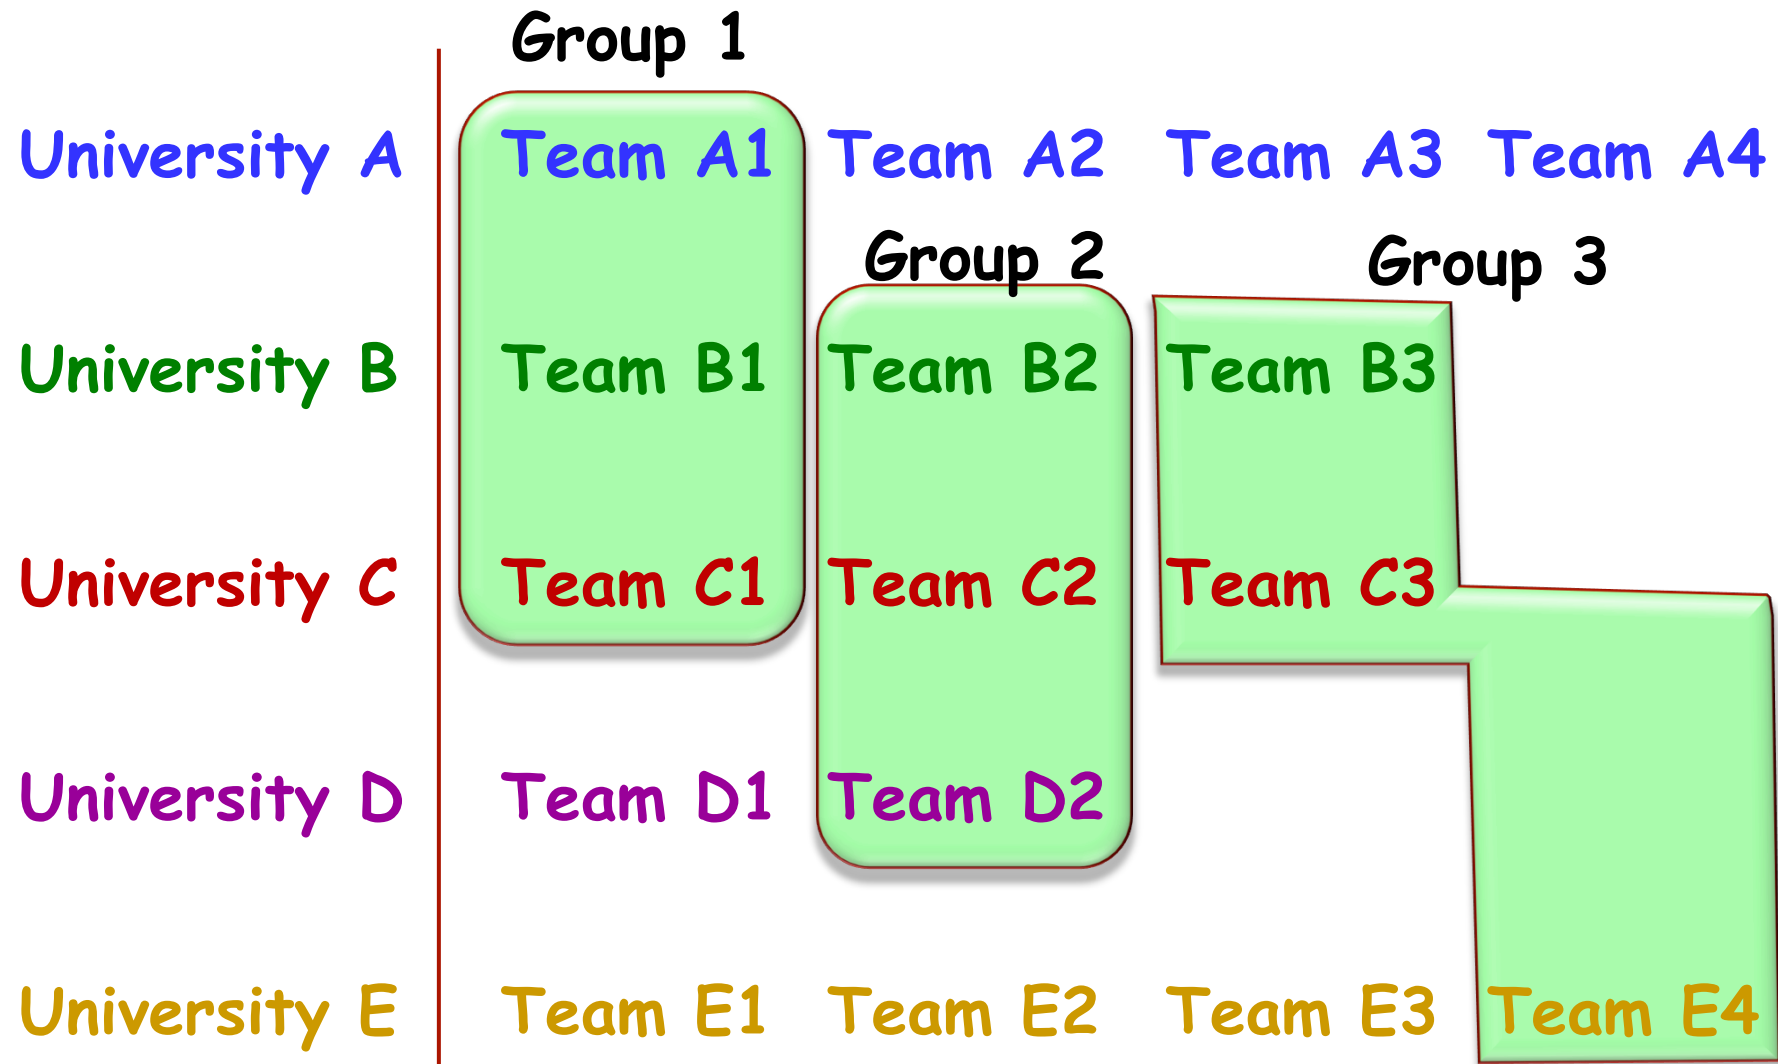 Group 1
University A Team A1 Team A2 Team A3 Team A4
Group 2 Group 3
University B Team B1 Team B2 Team B3
University C Team C1 Team C2 Team C3
University D Team D1 Team D2
University E Team E1 Team E2 Team E3 Team E4